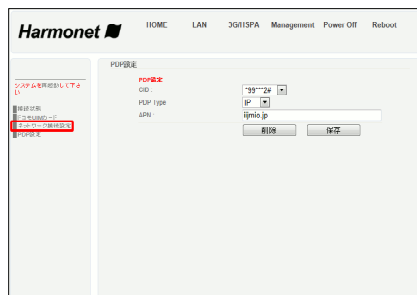 Harmonet
HOME LAN 3G/HSPA Management Power Off Reboot
PDP設定
システムを再起動して下さい
接続状態
ドコモUIMカード
ネットワーク接続設定
PDP設定
PDP設定
CID :
*99***2#
PDP Type
IP
APN :
iijmio.jp
削除 保存